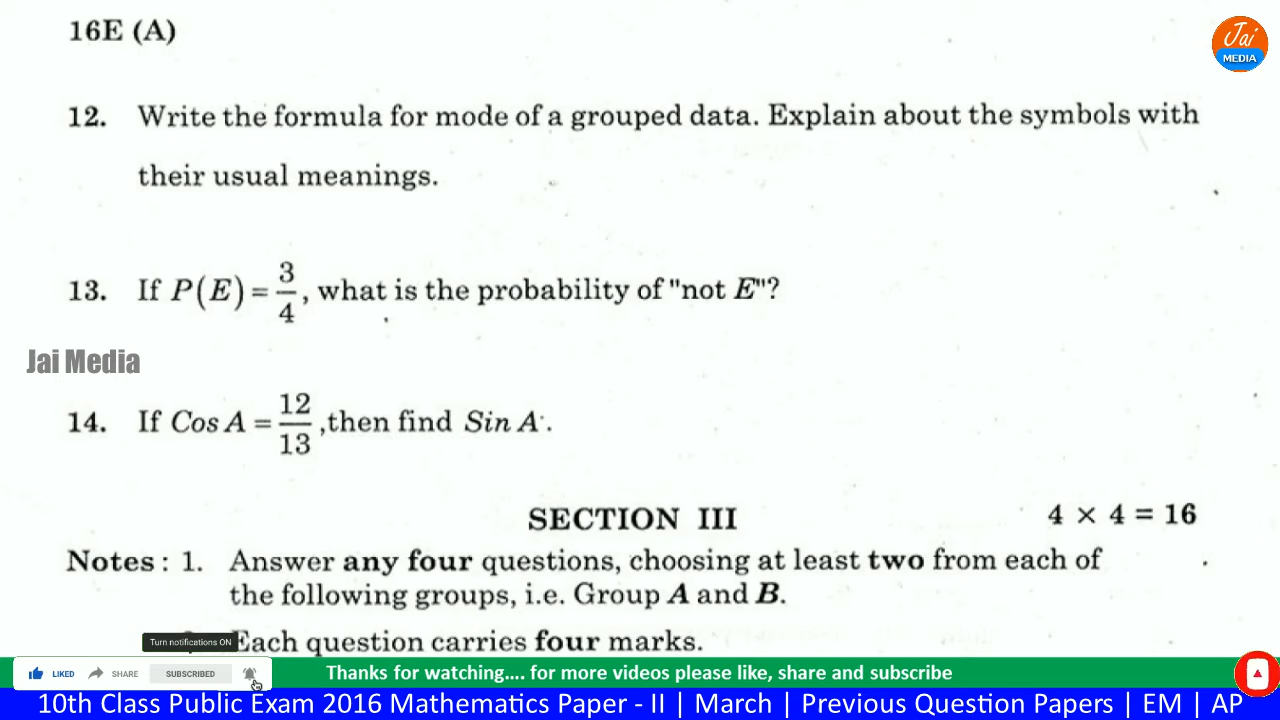 16E (A)
Jai
MEDIA
12. Write the formula for mode of a grouped data. Explain about the symbols with
their usual meanings.
13. If P(E) = 3/4, what is the probability of "not E"?
Jai Media
14. If Cos A = 12/13, then find Sin A.
SECTION III 4 × 4 = 16
Notes : 1. Answer any four questions, choosing at least two from each of
the following groups, i.e. Group A and B.
Each question carries four marks.
Turn notifications ON
LIKED SHARE SUBSCRIBED
Thanks for watching.... for more videos please like, share and subscribe
10th Class Public Exam 2016 Mathematics Paper - II | March | Previous Question Papers | EM | AP